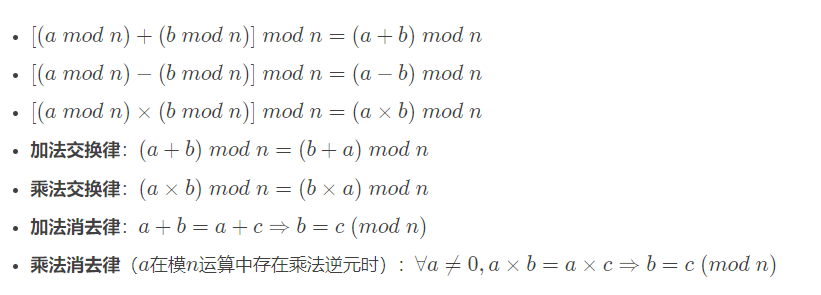 • [(a mod n) + (b mod n)] mod n = (a + b) mod n
• [(a mod n) − (b mod n)] mod n = (a − b) mod n
• [(a mod n) × (b mod n)] mod n = (a × b) mod n
• 加法交换律：(a + b) mod n = (b + a) mod n
• 乘法交换律：(a × b) mod n = (b × a) mod n
• 加法消去律：a + b = a + c ⇒ b = c (mod n)
• 乘法消去律（a在模n运算中存在乘法逆元时）：∀a ≠ 0, a × b = a × c ⇒ b = c (mod n)